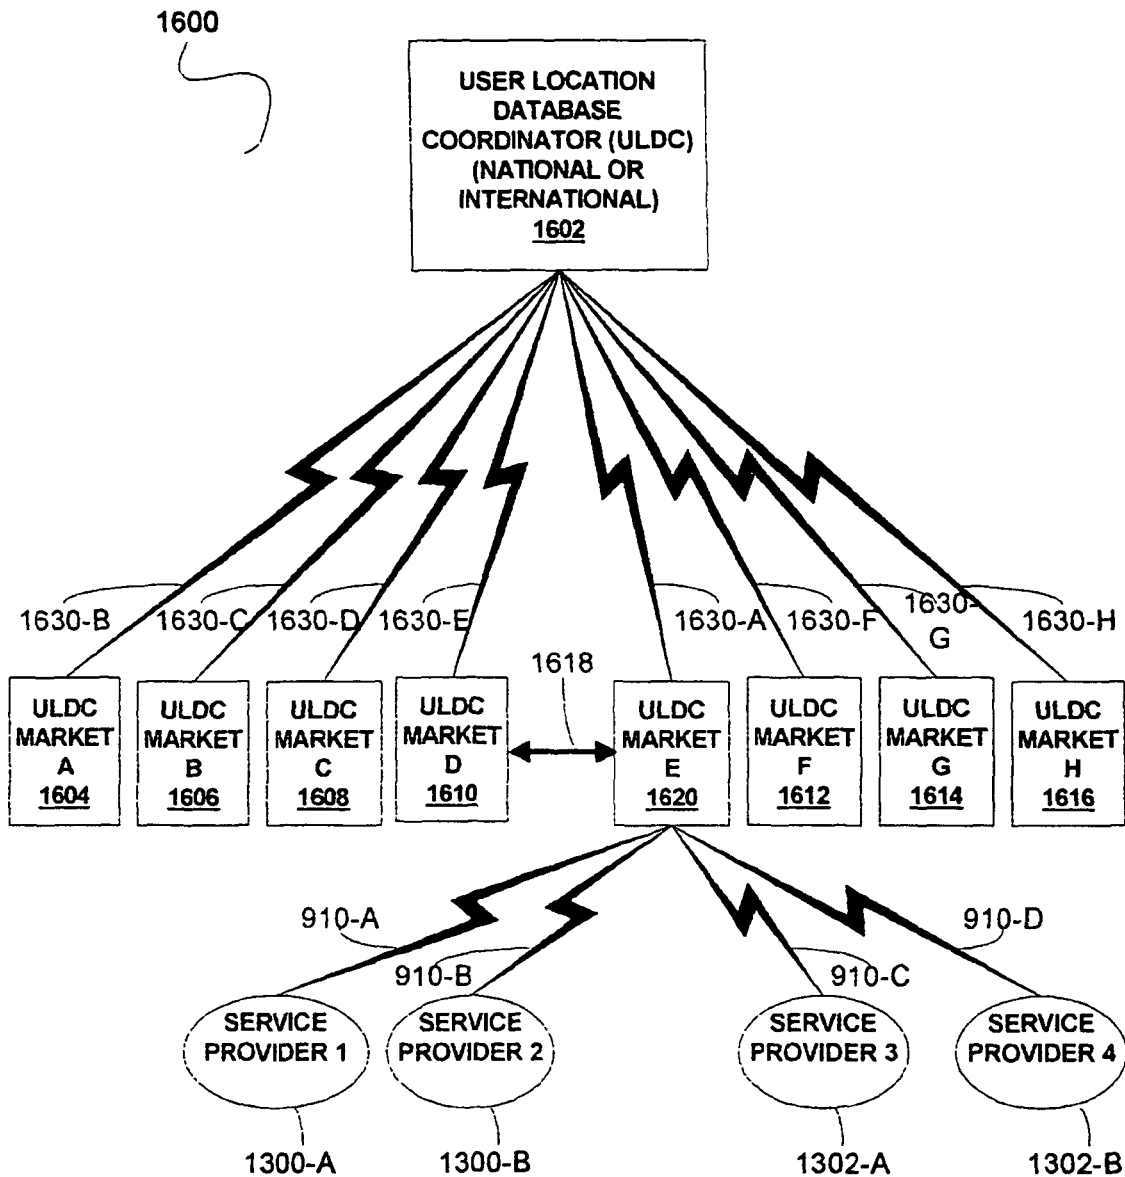 1600
USER LOCATION
DATABASE
COORDINATOR (ULDC)
(NATIONAL OR
INTERNATIONAL)
1602
1630-B
1630-C
1630-D
1630-E
1630-A
1630-F
1630-
G
1630-H
1618
ULDC
MARKET
A
1604
ULDC
MARKET
B
1606
ULDC
MARKET
C
1608
ULDC
MARKET
D
1610
ULDC
MARKET
E
1620
ULDC
MARKET
F
1612
ULDC
MARKET
G
1614
ULDC
MARKET
H
1616
910-A
910-B
910-C
910-D
SERVICE
PROVIDER 1
SERVICE
PROVIDER 2
SERVICE
PROVIDER 3
SERVICE
PROVIDER 4
1300-A
1300-B
1302-A
1302-B